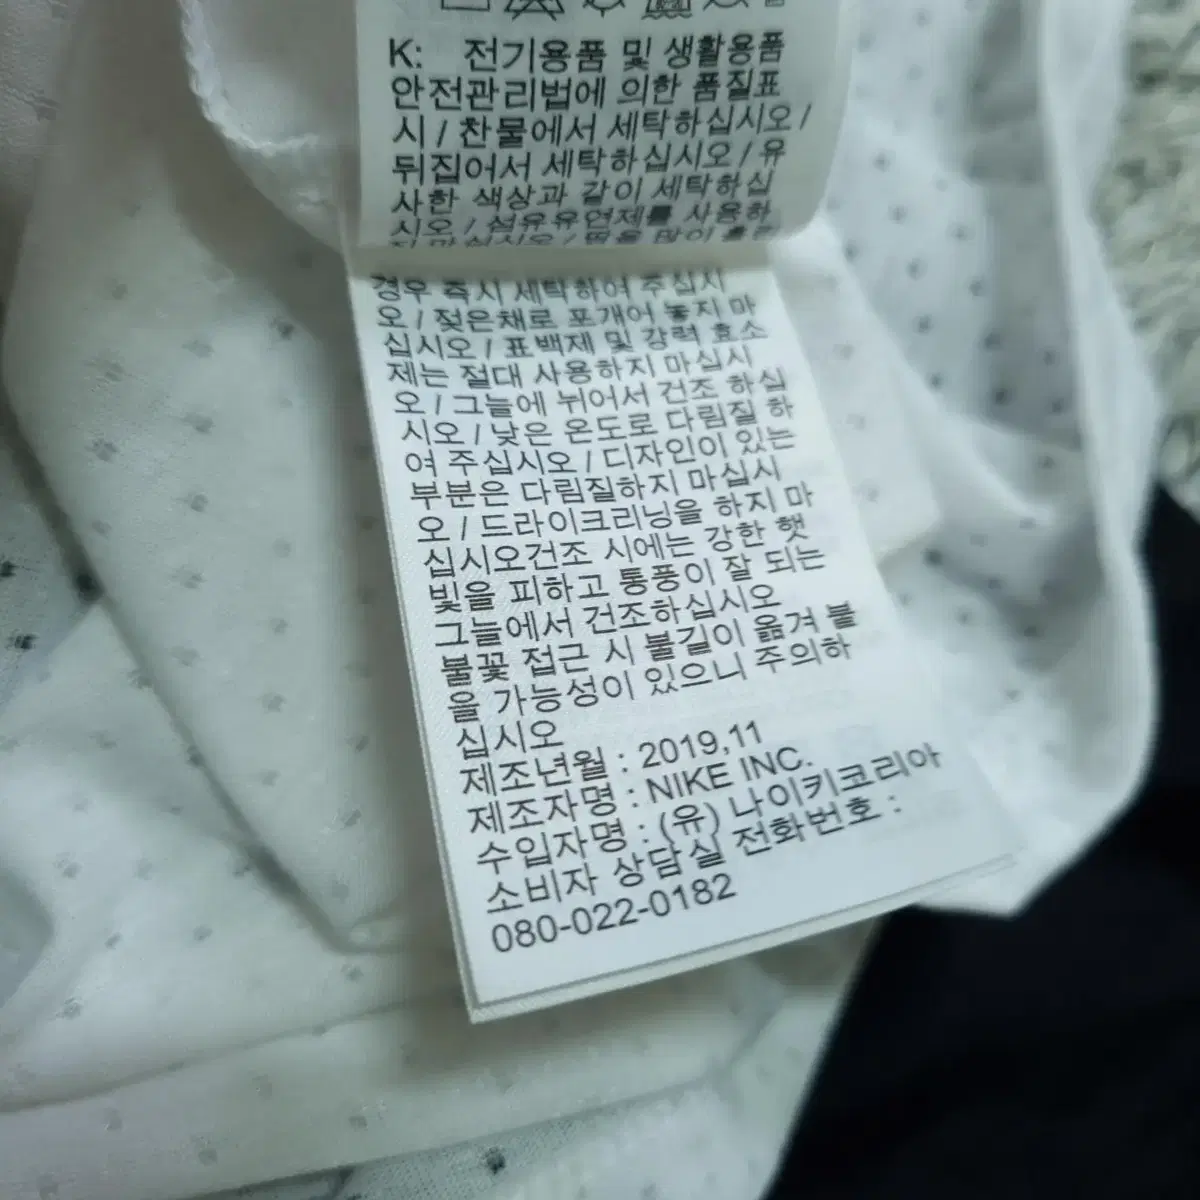 K: 전기용품 및 생활용품
안전관리법에 의한 품질표
시 / 찬물에서 세탁하십시오 /
뒤집어서 세탁하십시오 / 유
사한 색상과 같이 세탁하십
시오 / 섬유유연제를 사용하
지 마십시오 / 땀을 많이 흘린
경우 즉시 세탁하여 주십시
오 / 젖은채로 포개어 놓지 마
십시오 / 표백제 및 강력 효소
제는 절대 사용하지 마십시
오 / 그늘에 뉘어서 건조 하십
시오 / 낮은 온도로 다림질 하
여 주십시오 / 디자인이 있는
부분은 다림질하지 마십시
오 / 드라이크리닝을 하지 마
십시오건조 시에는 강한 햇
빛을 피하고 통풍이 잘 되는
그늘에서 건조하십시오
불꽃 접근 시 불길이 옮겨 붙
을 가능성이 있으니 주의하
십시오
제조년월 : 2019.11
제조자명 : NIKE INC.
수입자명 : (유) 나이키코리아
소비자 상담실 전화번호 :
080-022-0182